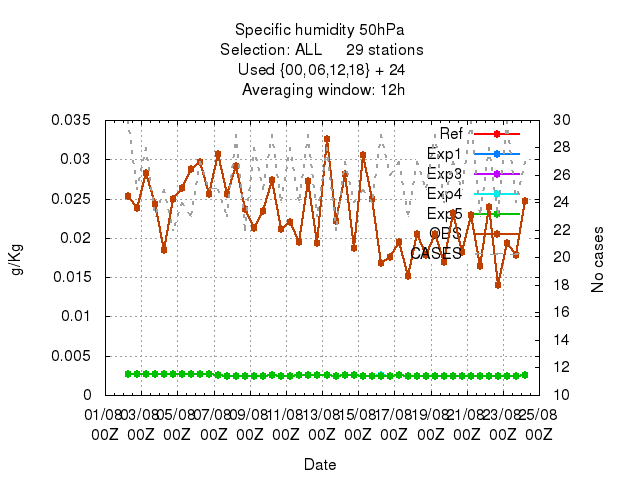 Specific humidity 50hPa
Selection: ALL 29 stations
Used {00,06,12,18} + 24
Averaging window: 12h
0.035 30
Ref
Exp1
0.03 28
Exp3
26
Exp4
0.025 24
Exp5
OBS
0.02 22
CASES
20
0.015 18
0.01 16
14
0.005 12
0 10
g/Kg
No cases
01/08 03/08 05/08 07/08 09/08 11/08 13/08 15/08 17/08 19/08 21/08 23/08 25/08
00Z 00Z 00Z 00Z 00Z 00Z 00Z 00Z 00Z 00Z 00Z 00Z 00Z
Date